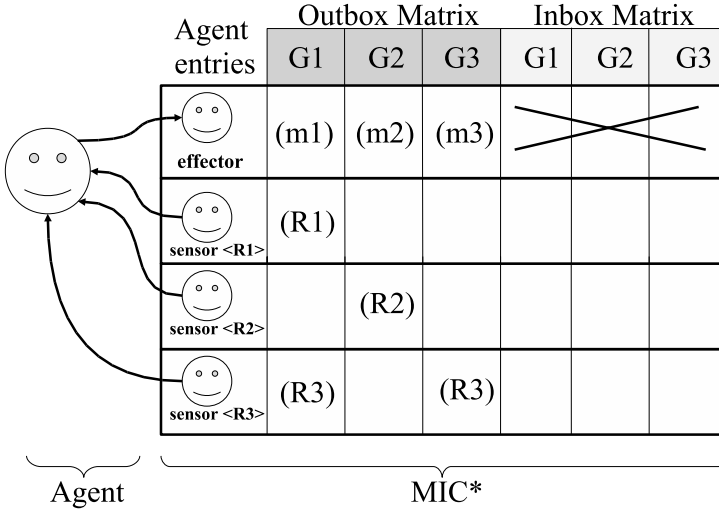 Outbox Matrix Inbox Matrix
Agent entries
G1 G2 G3 G1 G2 G3
effector (m1) (m2) (m3)
sensor <R1> (R1)
sensor <R2> (R2)
sensor <R3> (R3) (R3)
Agent MIC*